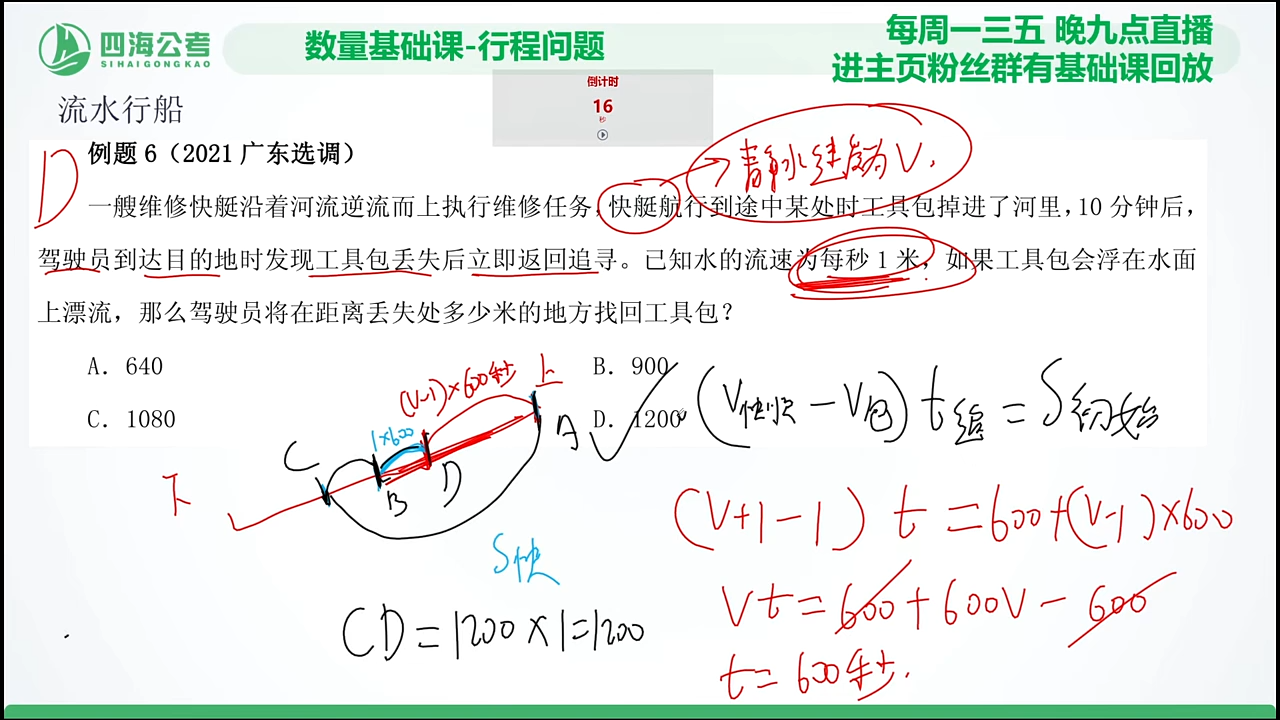 四海公考
SIHAIGONGKAO
数量基础课-行程问题
每周一三五 晚九点直播
进主页粉丝群有基础课回放
倒计时
16
秒
流水行船
例题 6（2021 广东选调）
D
静水速度为 V.
一艘维修快艇沿着河流逆流而上执行维修任务，快艇航行到途中某处时工具包掉进了河里，10 分钟后，
驾驶员到达目的地时发现工具包丢失后立即返回追寻。已知水的流速为每秒 1 米，如果工具包会浮在水面
上漂流，那么驾驶员将在距离丢失处多少米的地方找回工具包？
A. 640
B. 900
C. 1080
D. 1200
(V-1)×600秒
上
1×600
A
C
B
D
下
S快
CD=1200×1=1200
(V快-V包)t追=S初始
(V+1-1) t=600+(V-1)×600
Vt=600+600V-600
t=600秒.